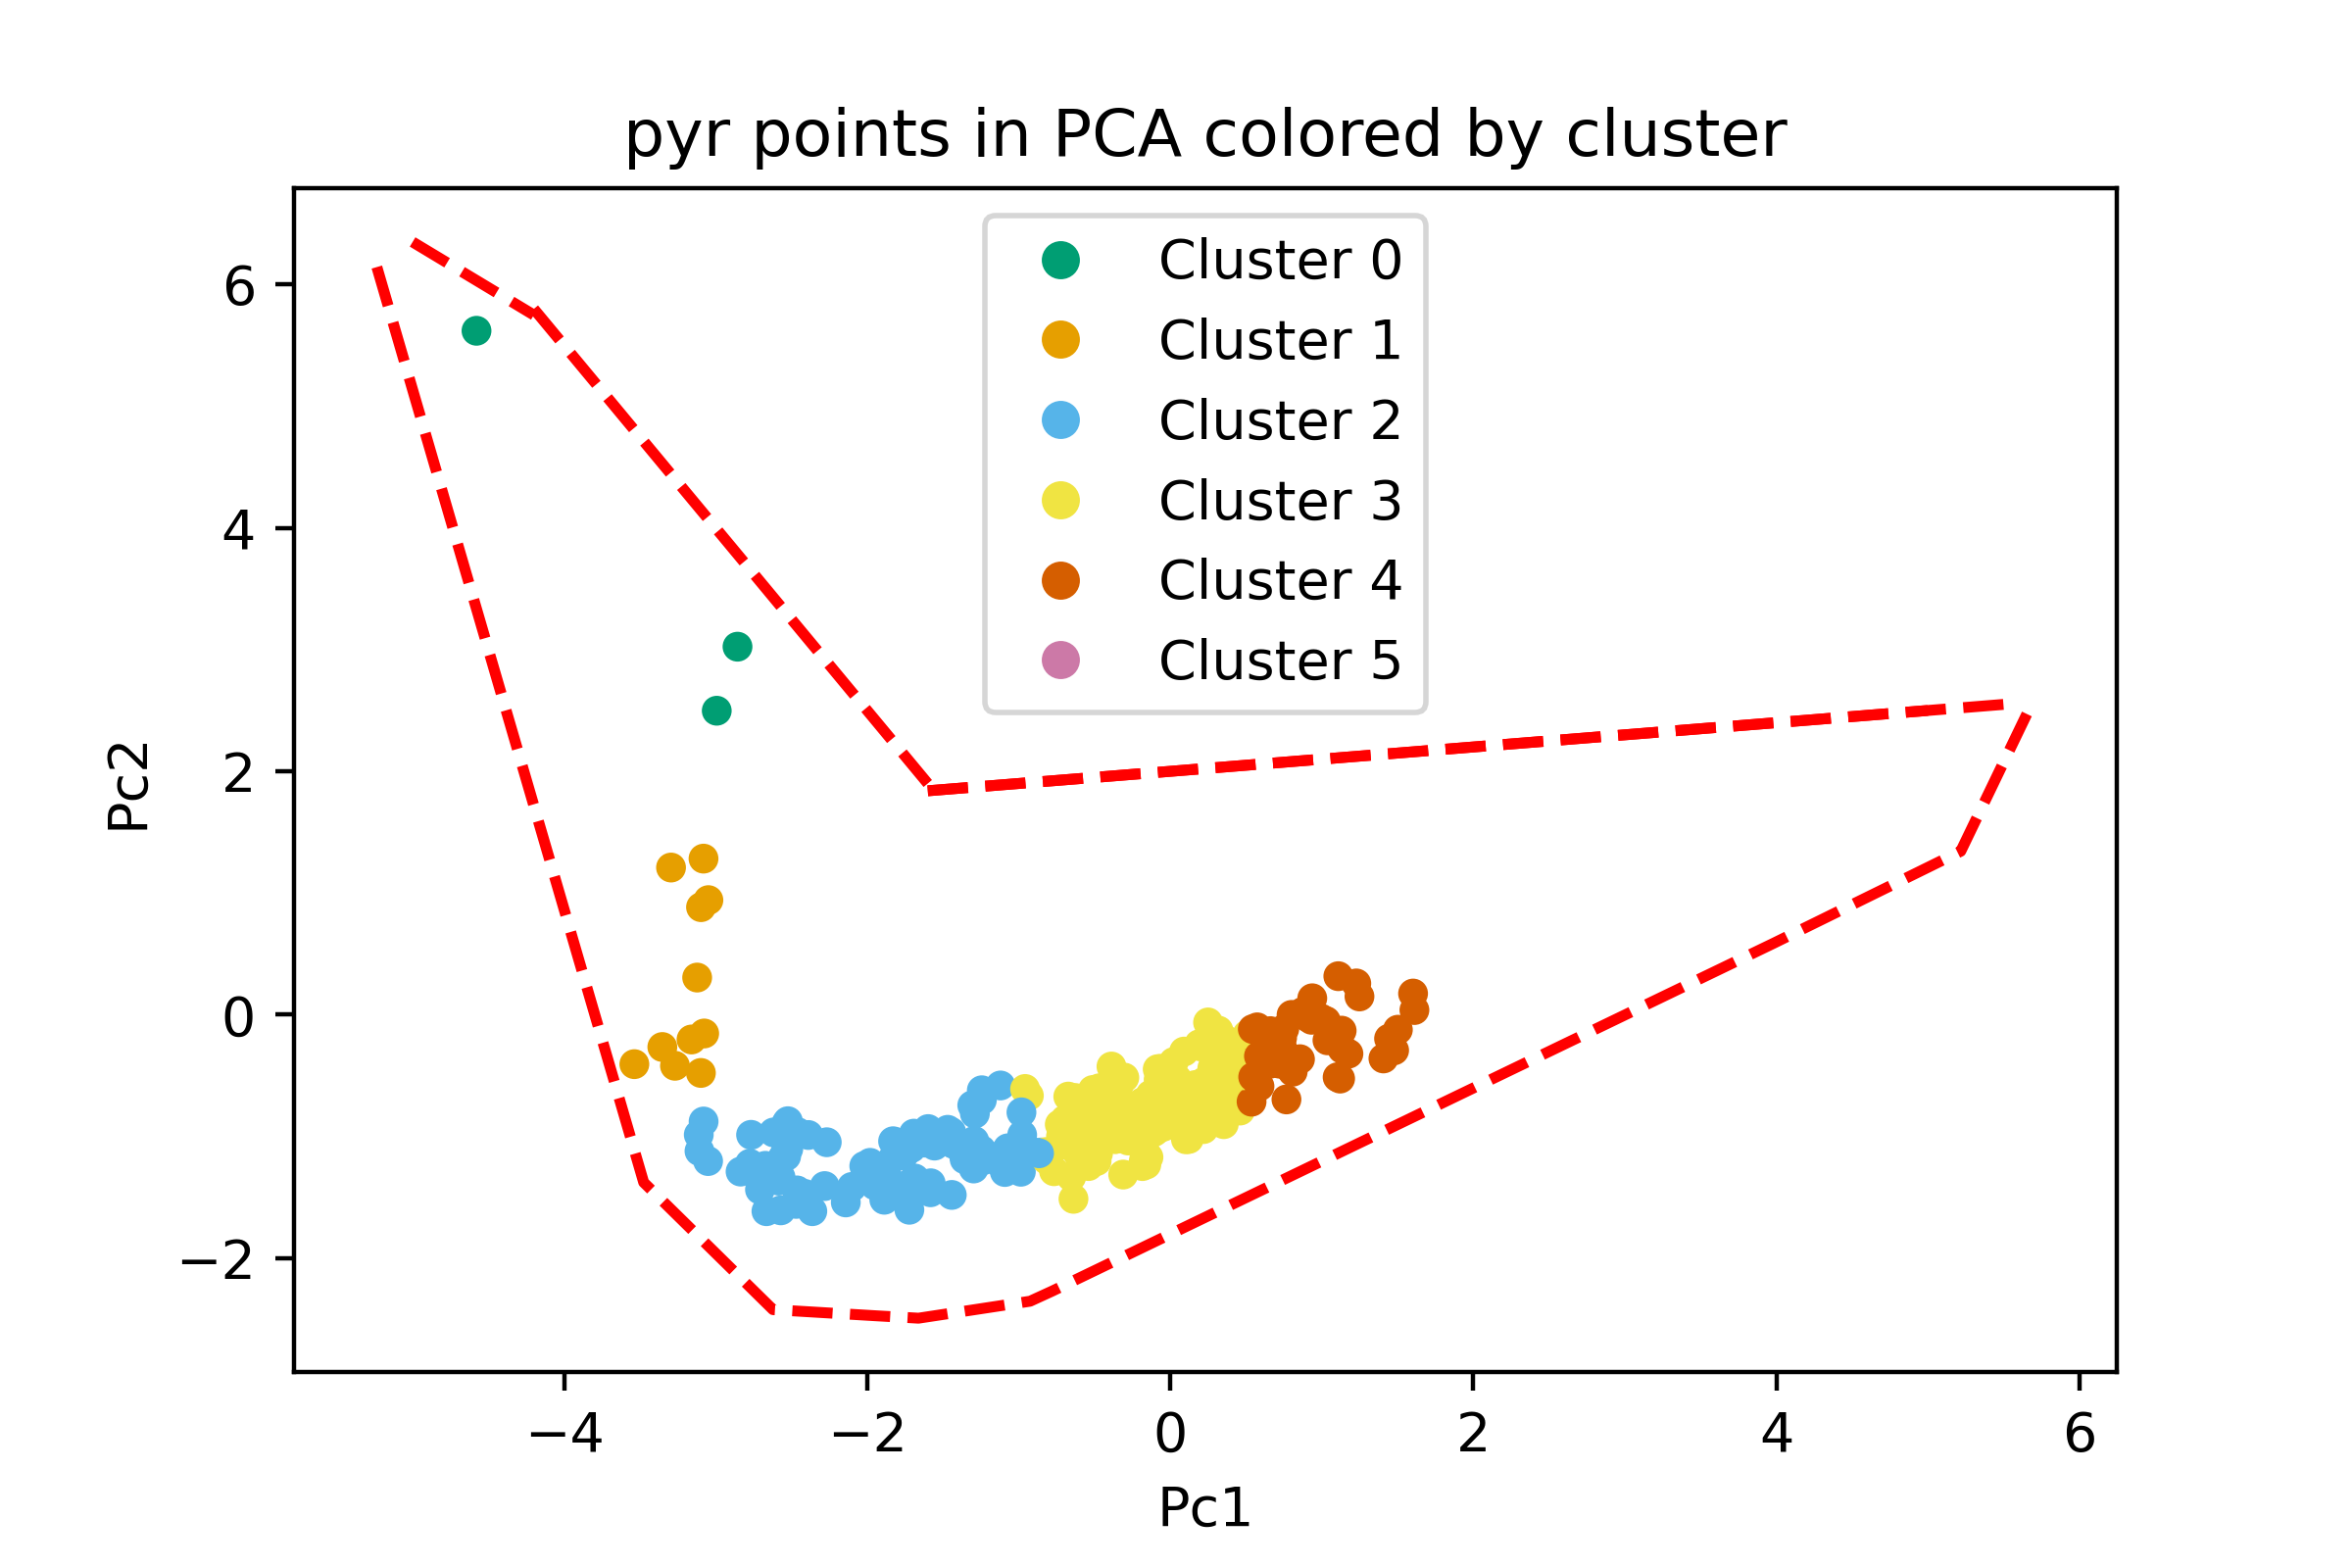 pyr points in PCA colored by cluster
Cluster 0
Cluster 1
Cluster 2
Cluster 3
Cluster 4
Cluster 5
6
4
2
0
−2
Pc2
−4 −2 0 2 4 6
Pc1